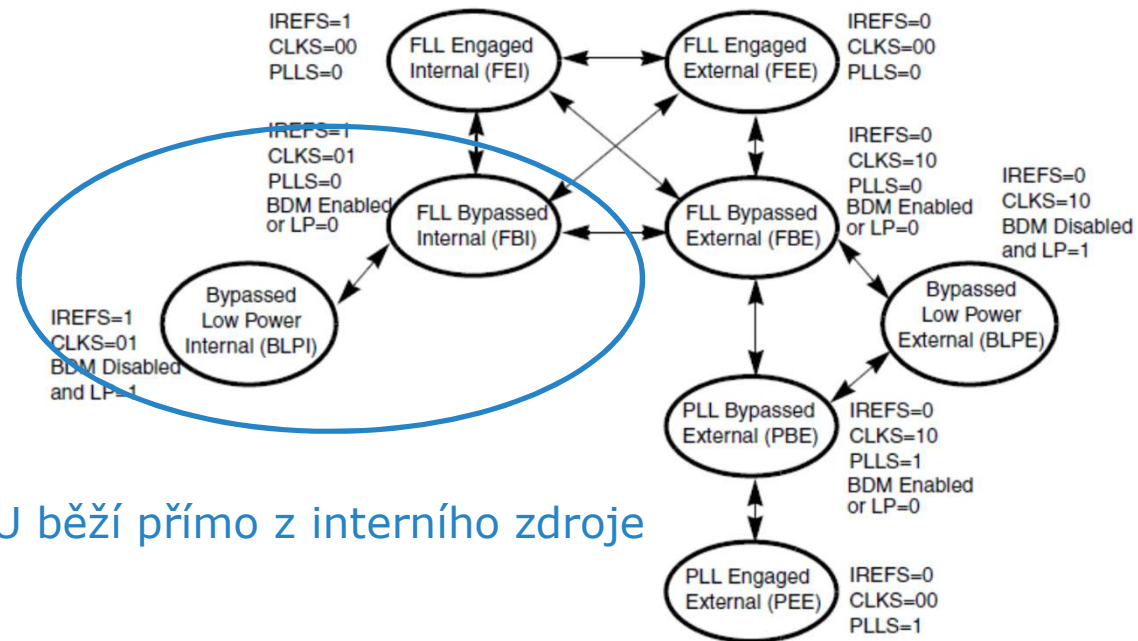 IREFS=1
CLKS=00
PLLS=0
FLL Engaged
Internal (FEI)
FLL Engaged
External (FEE)
IREFS=0
CLKS=00
PLLS=0
IREFS=1
CLKS=01
PLLS=0
BDM Enabled
or LP=0
FLL Bypassed
Internal (FBI)
FLL Bypassed
External (FBE)
IREFS=0
CLKS=10
PLLS=0
BDM Enabled
or LP=0
IREFS=0
CLKS=10
BDM Disabled
and LP=1
IREFS=1
CLKS=01
BDM Disabled
and LP=1
Bypassed
Low Power
Internal (BLPI)
Bypassed
Low Power
External (BLPE)
PLL Bypassed
External (PBE)
IREFS=0
CLKS=10
PLLS=1
BDM Enabled
or LP=0
U běží přímo z interního zdroje
PLL Engaged
External (PEE)
IREFS=0
CLKS=00
PLLS=1